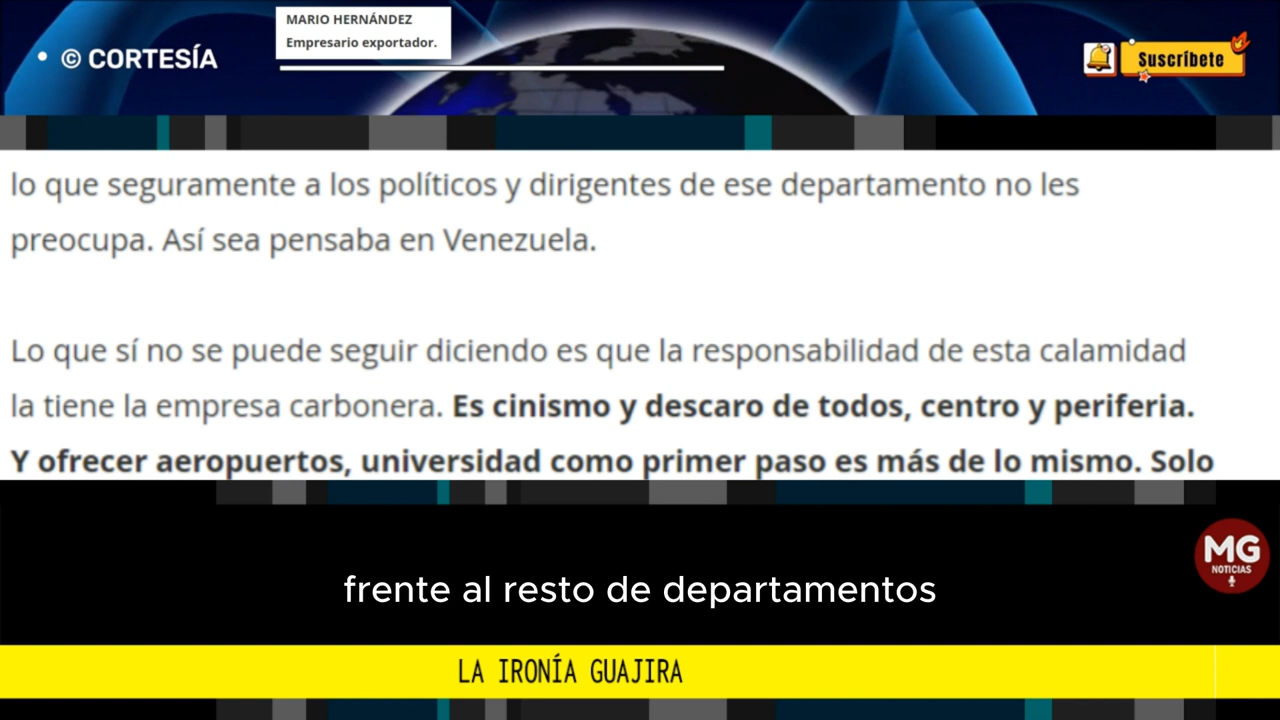 MARIO HERNÁNDEZ
Empresario exportador.
• © CORTESÍA
Suscríbete
lo que seguramente a los políticos y dirigentes de ese departamento no les
preocupa. Así sea pensaba en Venezuela.
Lo que sí no se puede seguir diciendo es que la responsabilidad de esta calamidad
la tiene la empresa carbonera. Es cinismo y descaro de todos, centro y periferia.
Y ofrecer aeropuertos, universidad como primer paso es más de lo mismo. Solo
MG
NOTICIAS
frente al resto de departamentos
LA IRONÍA GUAJIRA